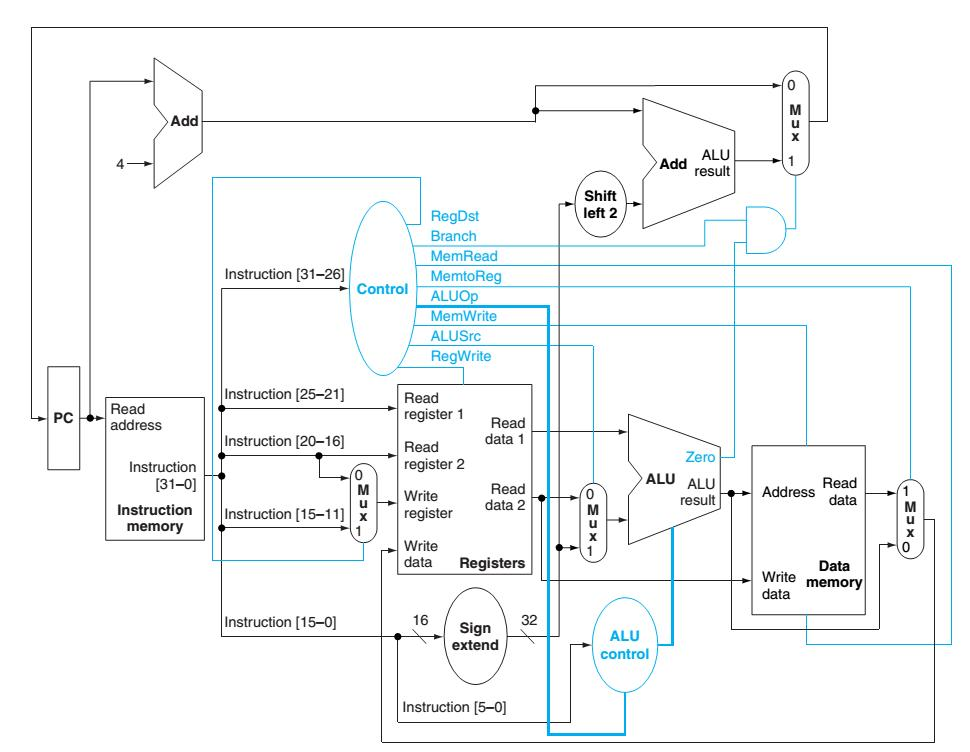 0
M
u
x
1
Add
4
Add
ALU
result
Shift
left 2
RegDst
Branch
MemRead
MemtoReg
ALUOp
MemWrite
ALUSrc
RegWrite
Control
Instruction [31–26]
Instruction [25–21]
Instruction [20–16]
Instruction [15–11]
Instruction [15–0]
PC
Read
address
Instruction
[31–0]
Instruction
memory
0
M
u
x
1
Read
register 1
Read
register 2
Write
register
Write
data
Read
data 1
Read
data 2
Registers
0
M
u
x
1
Zero
ALU
ALU
result
Address
Read
data
Write
data
Data
memory
1
M
u
x
0
16
Sign
extend
32
ALU
control
Instruction [5–0]